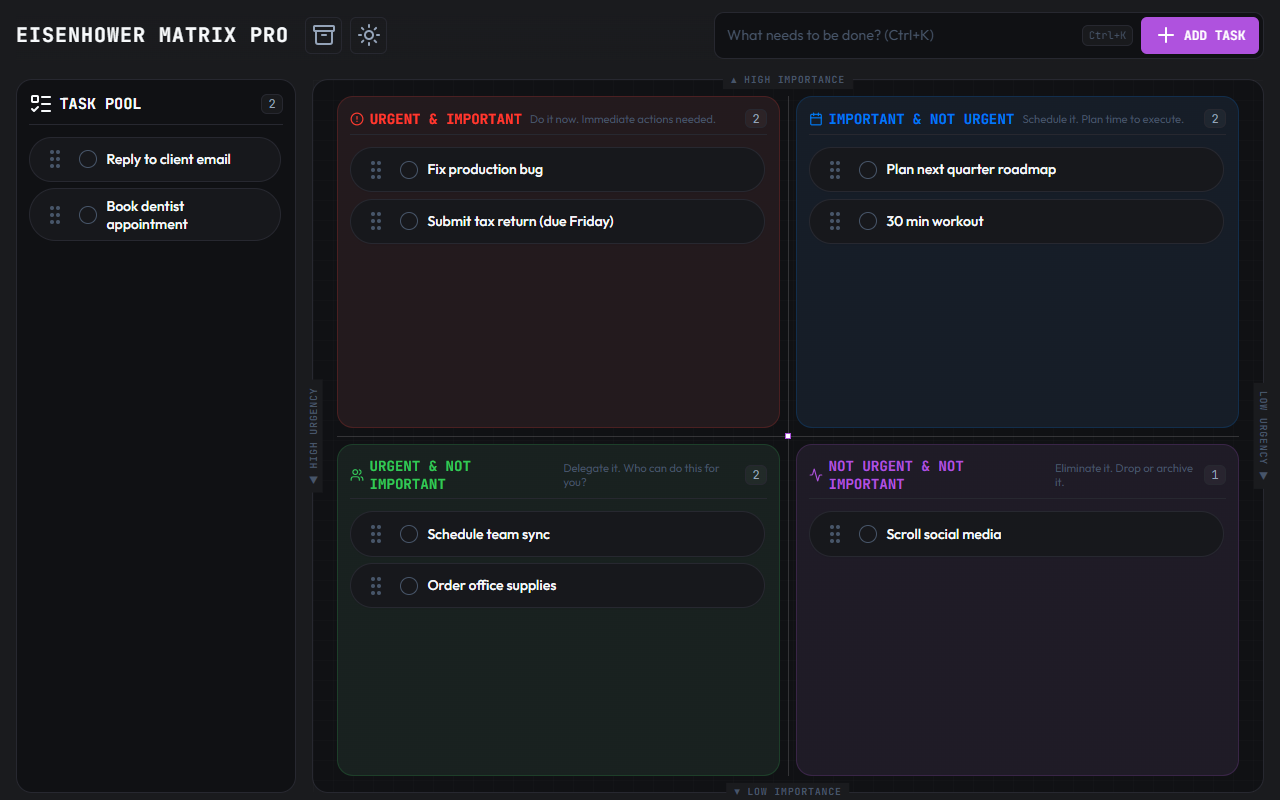 EISENHOWER MATRIX PRO
What needs to be done? (Ctrl+K)
Ctrl+K
ADD TASK
TASK POOL
2
Reply to client email
Book dentist
appointment
▲ HIGH IMPORTANCE
HIGH URGENCY ▼
URGENT & IMPORTANT
Do it now. Immediate actions needed.
2
Fix production bug
Submit tax return (due Friday)
IMPORTANT & NOT URGENT
Schedule it. Plan time to execute.
2
Plan next quarter roadmap
30 min workout
URGENT & NOT
IMPORTANT
Delegate it. Who can do this for
you?
2
Schedule team sync
Order office supplies
NOT URGENT & NOT
IMPORTANT
Eliminate it. Drop or archive
it.
1
Scroll social media
LOW URGENCY ▼
▼ LOW IMPORTANCE